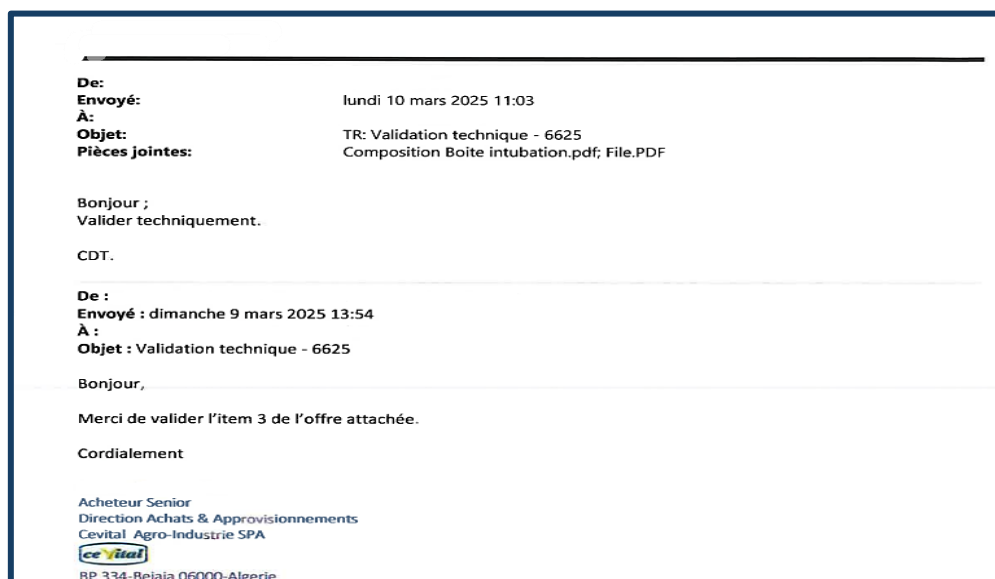 De:
Envoyé: lundi 10 mars 2025 11:03
À:
Objet: TR: Validation technique - 6625
Pièces jointes: Composition Boite intubation.pdf; File.PDF
Bonjour ;
Valider techniquement.
CDT.
De :
Envoyé : dimanche 9 mars 2025 13:54
À :
Objet : Validation technique - 6625
Bonjour,
Merci de valider l'item 3 de l'offre attachée.
Cordialement
Acheteur Senior
Direction Achats & Approvisionnements
Cevital Agro-Industrie SPA
cevital
BP 334-Bejaia 06000-Algerie